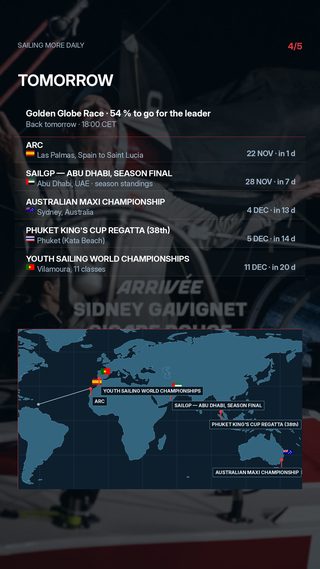 SAILING MORE DAILY
4/5
TOMORROW
Golden Globe Race · 54 % to go for the leader
Back tomorrow · 18:00 CET
ARC
Las Palmas, Spain to Saint Lucia
22 NOV · in 1 d
SAILGP — ABU DHABI, SEASON FINAL
Abu Dhabi, UAE · season standings
28 NOV · in 7 d
AUSTRALIAN MAXI CHAMPIONSHIP
Sydney, Australia
4 DEC · in 13 d
PHUKET KING'S CUP REGATTA (38th)
Phuket (Kata Beach)
5 DEC · in 14 d
YOUTH SAILING WORLD CHAMPIONSHIPS
Vilamoura, 11 classes
11 DEC · in 20 d
ARRIVÉE
SIDNEY GAVIGNET
YOUTH SAILING WORLD CHAMPIONSHIPS
ARC
SAILGP — ABU DHABI, SEASON FINAL
PHUKET KING'S CUP REGATTA (38th)
AUSTRALIAN MAXI CHAMPIONSHIP